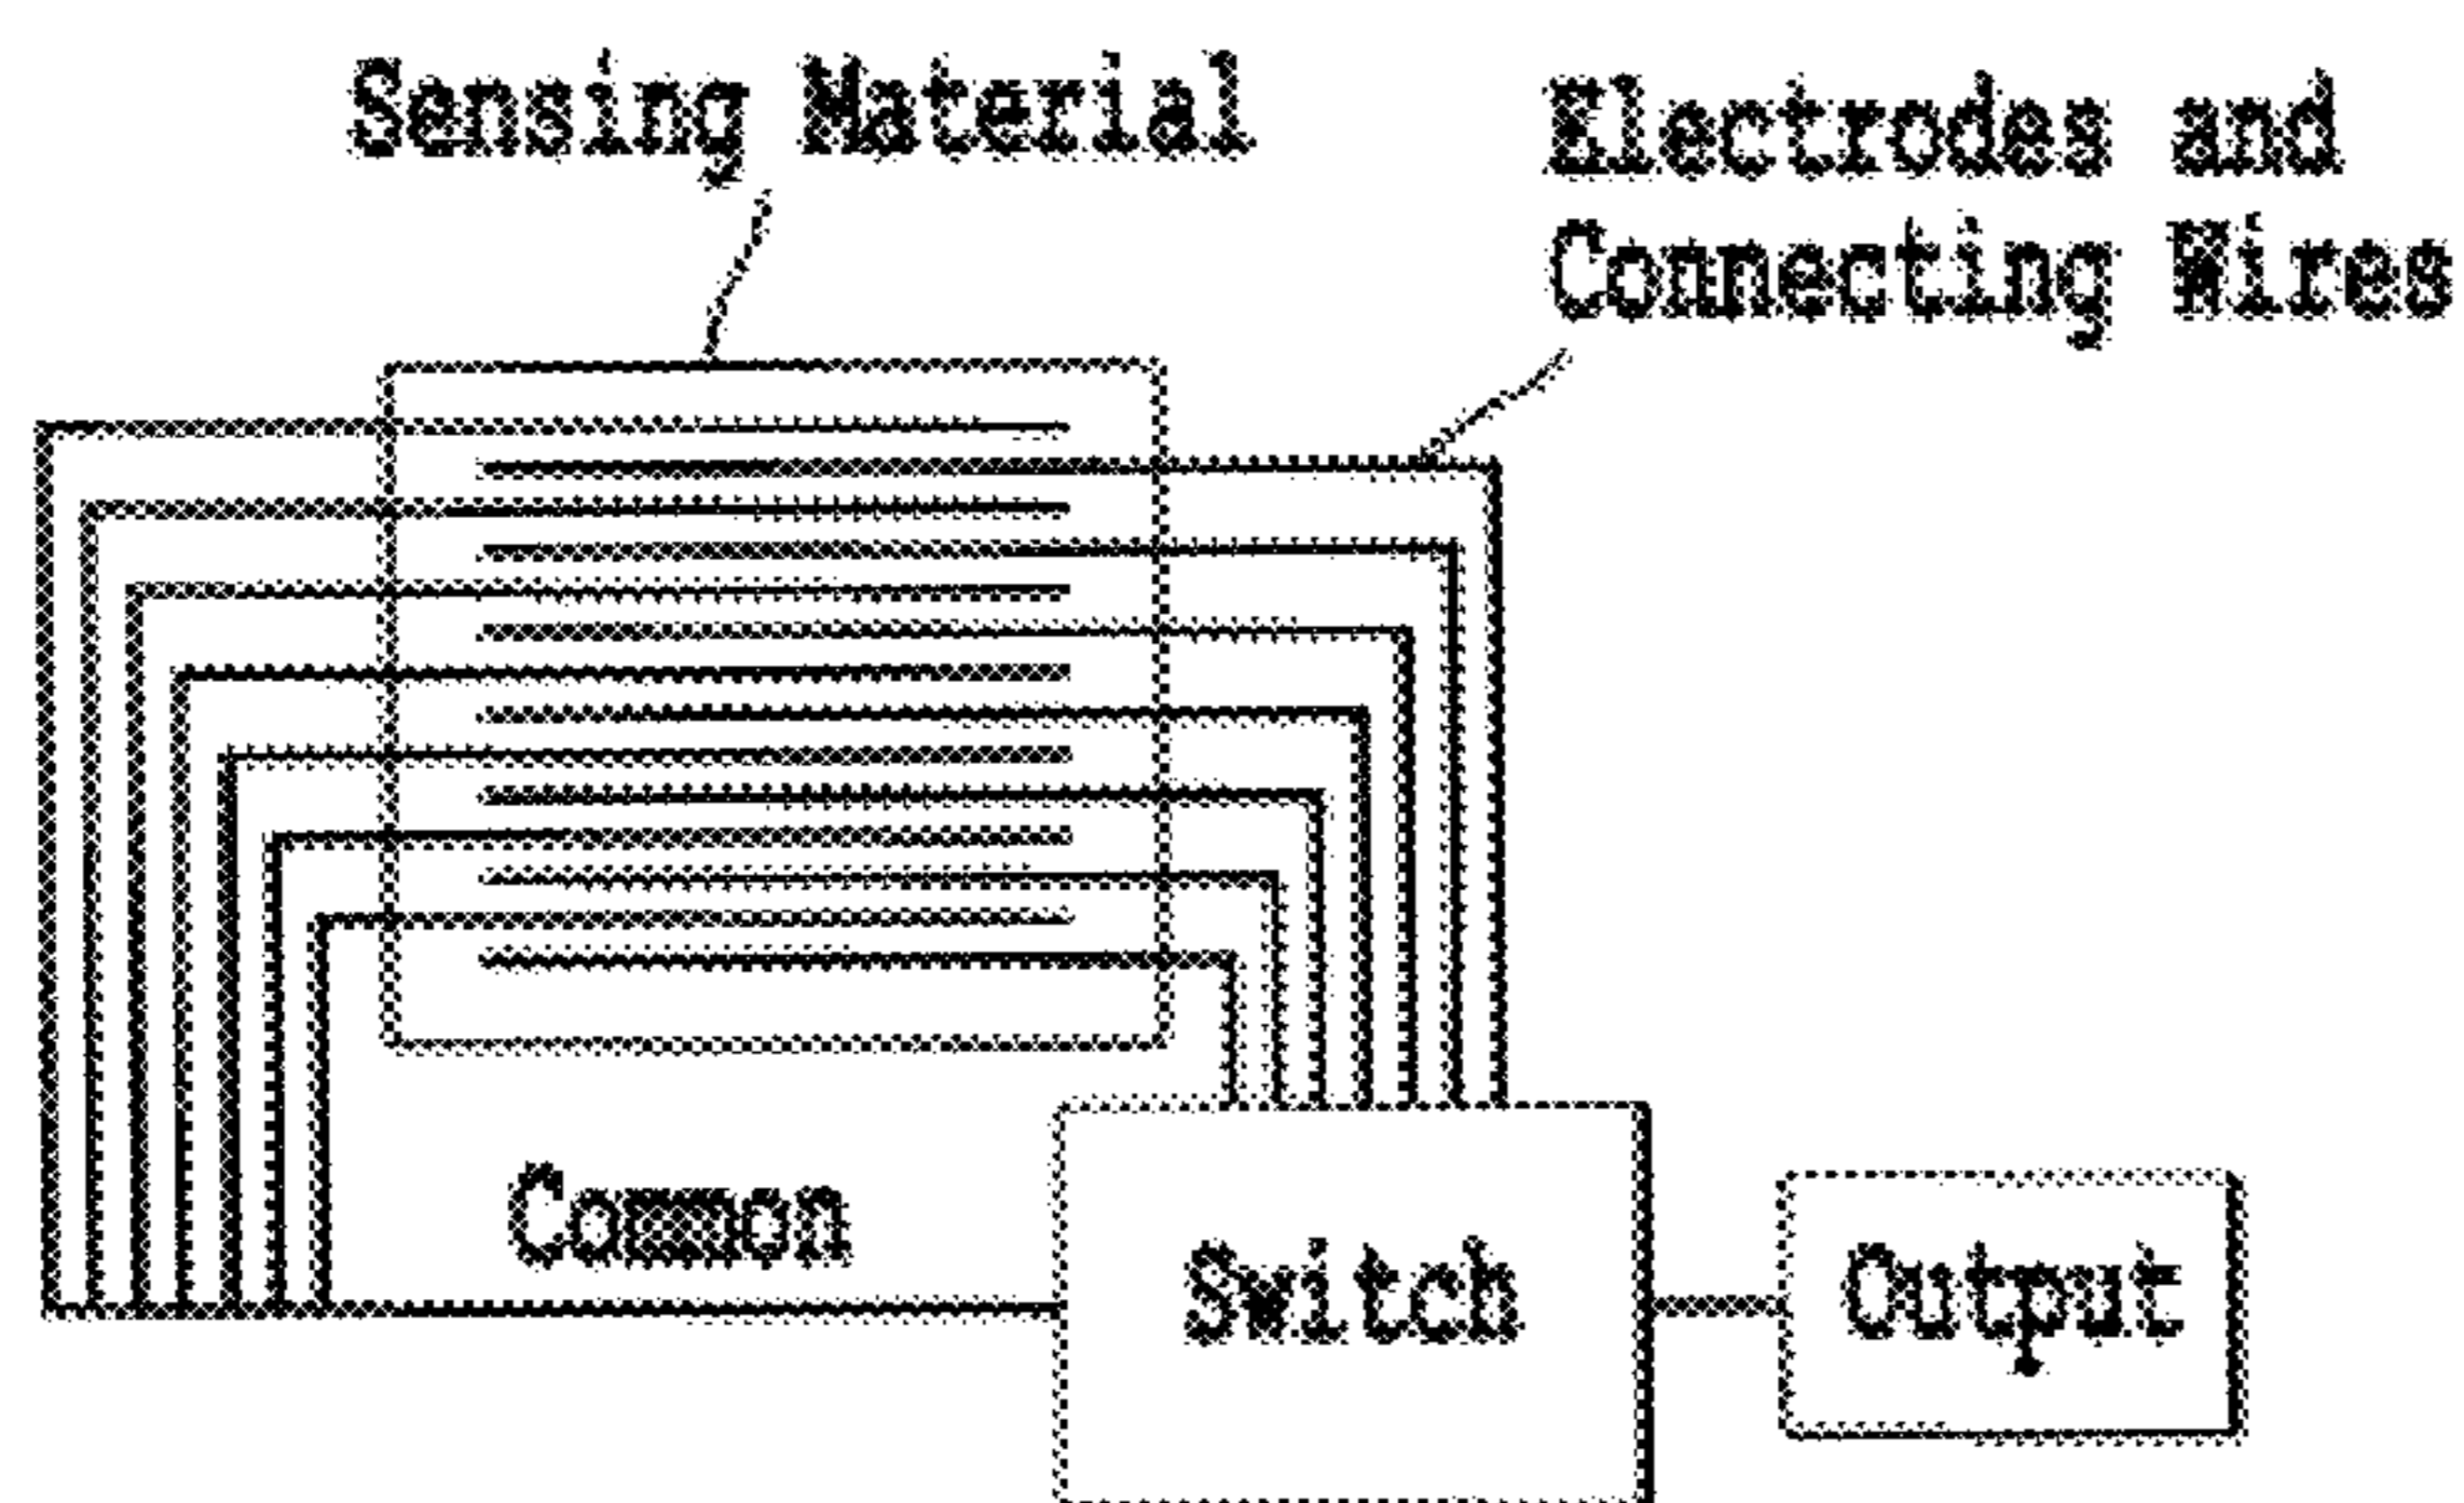 Sensing Material
Electrodes and
Connecting Wires
Common
Switch
Output